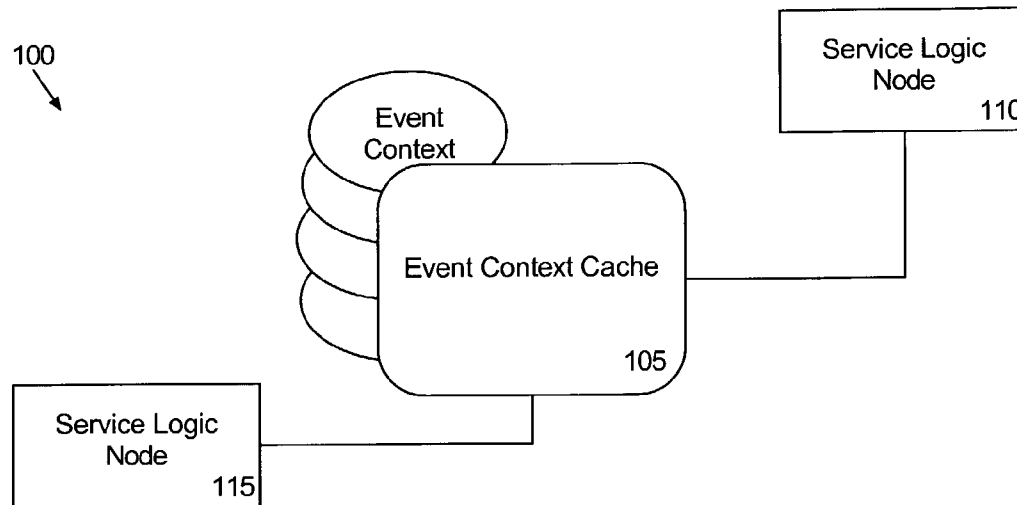 100
Service Logic
Node
110
Event
Context
Event Context Cache
105
Service Logic
Node
115